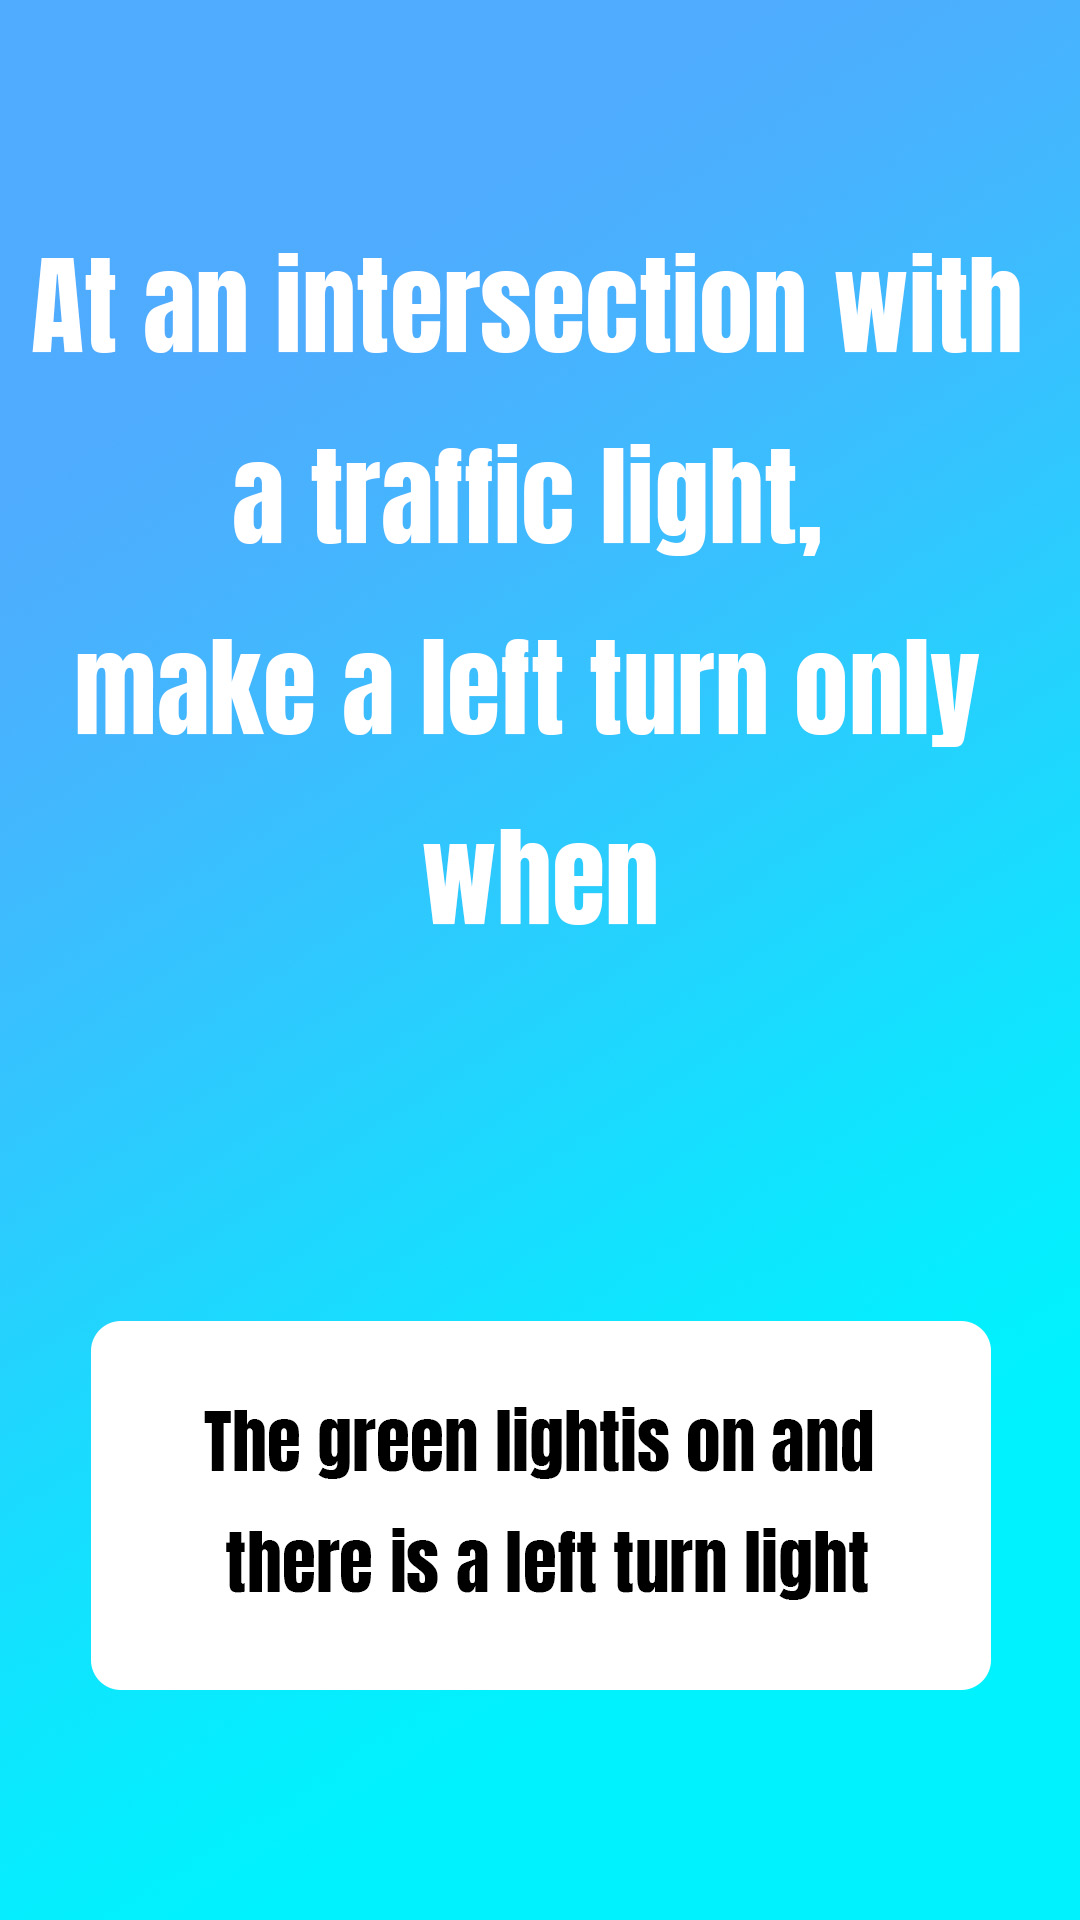 At an intersection with
a traffic light,
make a left turn only
when
The green lightis on and
there is a left turn light